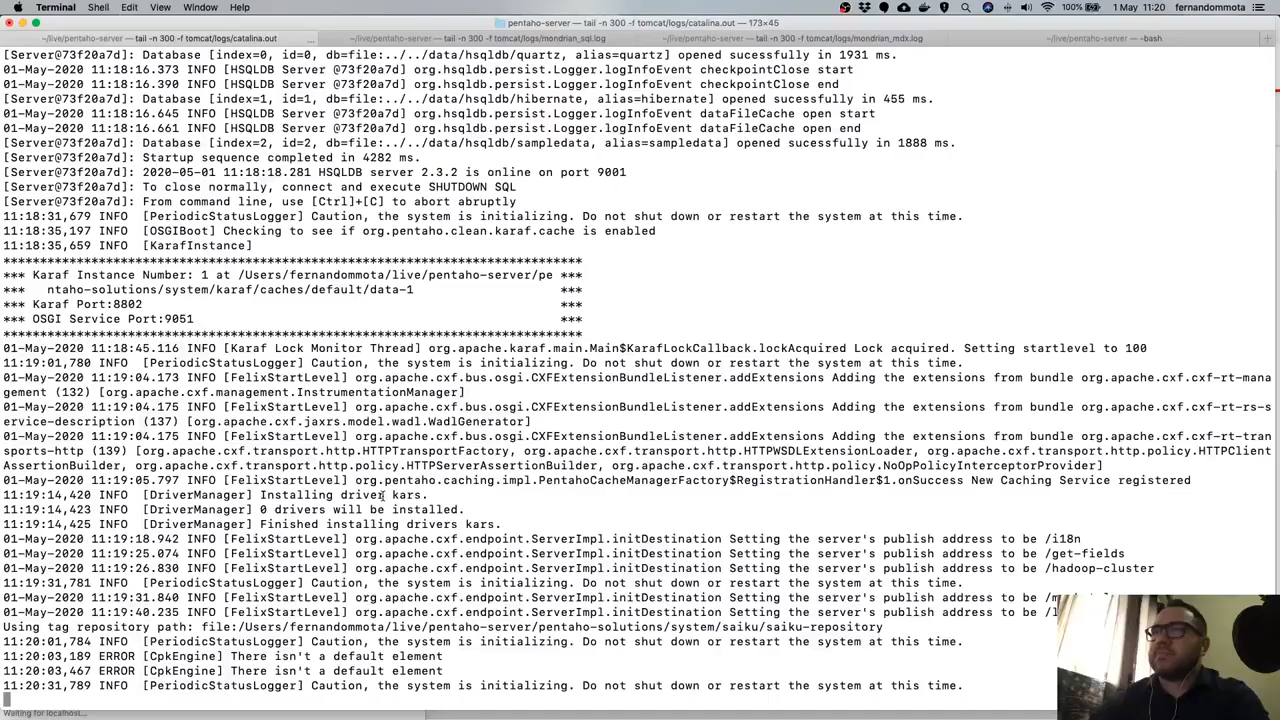 Terminal Shell Edit View Window Help 100% 1 May 11:20 fernandommota
pentaho-server — tail -n 300 -f tomcat/logs/catalina.out — 173×45
~/live/pentaho-server — tail -n 300 -f tomcat/logs/catalina.out ... ~/live/pentaho-server — tail -n 300 -f tomcat/logs/mondrian_sql.log ~/live/pentaho-server — tail -n 300 -f tomcat/logs/mondrian_mdx.log ~/live/pentaho-server — -bash
[Server@73f20a7d]: Database [index=0, id=0, db=file:../../data/hsqldb/quartz, alias=quartz] opened sucessfully in 1931 ms.
01-May-2020 11:18:16.373 INFO [HSQLDB Server @73f20a7d] org.hsqldb.persist.Logger.logInfoEvent checkpointClose start
01-May-2020 11:18:16.390 INFO [HSQLDB Server @73f20a7d] org.hsqldb.persist.Logger.logInfoEvent checkpointClose end
[Server@73f20a7d]: Database [index=1, id=1, db=file:../../data/hsqldb/hibernate, alias=hibernate] opened sucessfully in 455 ms.
01-May-2020 11:18:16.645 INFO [HSQLDB Server @73f20a7d] org.hsqldb.persist.Logger.logInfoEvent dataFileCache open start
01-May-2020 11:18:16.661 INFO [HSQLDB Server @73f20a7d] org.hsqldb.persist.Logger.logInfoEvent dataFileCache open end
[Server@73f20a7d]: Database [index=2, id=2, db=file:../../data/hsqldb/sampledata, alias=sampledata] opened sucessfully in 1888 ms.
[Server@73f20a7d]: Startup sequence completed in 4282 ms.
[Server@73f20a7d]: 2020-05-01 11:18:18.281 HSQLDB server 2.3.2 is online on port 9001
[Server@73f20a7d]: To close normally, connect and execute SHUTDOWN SQL
[Server@73f20a7d]: From command line, use [Ctrl]+[C] to abort abruptly
11:18:31,679 INFO  [PeriodicStatusLogger] Caution, the system is initializing. Do not shut down or restart the system at this time.
11:18:35,197 INFO  [OSGIBoot] Checking to see if org.pentaho.clean.karaf.cache is enabled
11:18:35,659 INFO  [KarafInstance]
*******************************************************************************
*** Karaf Instance Number: 1 at /Users/fernandommota/live/pentaho-server/pe ***
***   ntaho-solutions/system/karaf/caches/default/data-1                    ***
*** Karaf Port:8802                                                         ***
*** OSGI Service Port:9051                                                  ***
*******************************************************************************
01-May-2020 11:18:45.116 INFO [Karaf Lock Monitor Thread] org.apache.karaf.main.Main$KarafLockCallback.lockAcquired Lock acquired. Setting startlevel to 100
11:19:01,780 INFO  [PeriodicStatusLogger] Caution, the system is initializing. Do not shut down or restart the system at this time.
01-May-2020 11:19:04.173 INFO [FelixStartLevel] org.apache.cxf.bus.osgi.CXFExtensionBundleListener.addExtensions Adding the extensions from bundle org.apache.cxf.cxf-rt-mana
gement (132) [org.apache.cxf.management.InstrumentationManager]
01-May-2020 11:19:04.175 INFO [FelixStartLevel] org.apache.cxf.bus.osgi.CXFExtensionBundleListener.addExtensions Adding the extensions from bundle org.apache.cxf.cxf-rt-rs-s
ervice-description (137) [org.apache.cxf.jaxrs.model.wadl.WadlGenerator]
01-May-2020 11:19:04.175 INFO [FelixStartLevel] org.apache.cxf.bus.osgi.CXFExtensionBundleListener.addExtensions Adding the extensions from bundle org.apache.cxf.cxf-rt-tran
sports-http (139) [org.apache.cxf.transport.http.HTTPTransportFactory, org.apache.cxf.transport.http.HTTPWSDLExtensionLoader, org.apache.cxf.transport.http.policy.HTTPClient
AssertionBuilder, org.apache.cxf.transport.http.policy.HTTPServerAssertionBuilder, org.apache.cxf.transport.http.policy.NoOpPolicyInterceptorProvider]
01-May-2020 11:19:05.797 INFO [FelixStartLevel] org.pentaho.caching.impl.PentahoCacheManagerFactory$RegistrationHandler$1.onSuccess New Caching Service registered
11:19:14,420 INFO  [DriverManager] Installing driver kars.
11:19:14,423 INFO  [DriverManager] 0 drivers will be installed.
11:19:14,425 INFO  [DriverManager] Finished installing drivers kars.
01-May-2020 11:19:18.942 INFO [FelixStartLevel] org.apache.cxf.endpoint.ServerImpl.initDestination Setting the server's publish address to be /i18n
01-May-2020 11:19:25.074 INFO [FelixStartLevel] org.apache.cxf.endpoint.ServerImpl.initDestination Setting the server's publish address to be /get-fields
01-May-2020 11:19:26.830 INFO [FelixStartLevel] org.apache.cxf.endpoint.ServerImpl.initDestination Setting the server's publish address to be /hadoop-cluster
11:19:31,781 INFO  [PeriodicStatusLogger] Caution, the system is initializing. Do not shut down or restart the system at this time.
01-May-2020 11:19:31.840 INFO [FelixStartLevel] org.apache.cxf.endpoint.ServerImpl.initDestination Setting the server's publish address to be
01-May-2020 11:19:40.235 INFO [FelixStartLevel] org.apache.cxf.endpoint.ServerImpl.initDestination Setting the server's publish address to be
Using tag repository path: file:/Users/fernandommota/live/pentaho-server/pentaho-solutions/system/saiku/saiku-repository
11:20:01,784 INFO  [PeriodicStatusLogger] Caution, the system is initializing. Do not shut down or restart the system at this time.
11:20:03,189 ERROR [CpkEngine] There isn't a default element
11:20:03,467 ERROR [CpkEngine] There isn't a default element
11:20:31,789 INFO  [PeriodicStatusLogger] Caution, the system is initializing. Do not shut down or restart the system at this time.
Waiting for localhost...